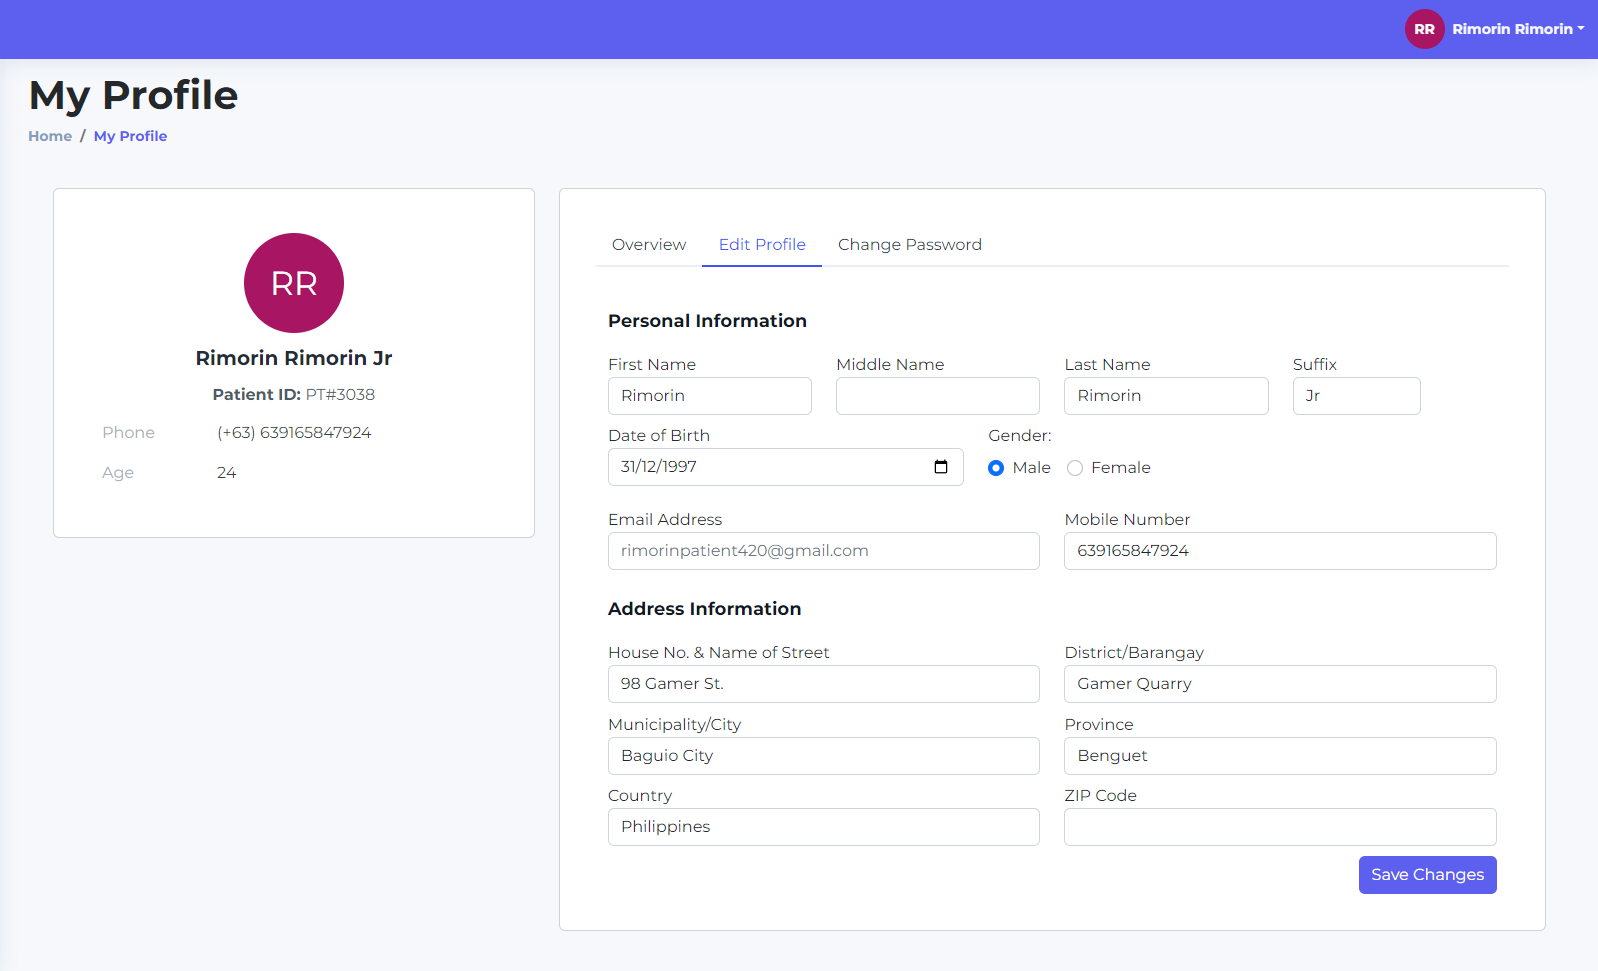 RR Rimorin Rimorin
My Profile
Home / My Profile
RR
Rimorin Rimorin Jr
Patient ID: PT#3038
Phone (+63) 639165847924
Age 24
Overview Edit Profile Change Password
Personal Information
First Name Middle Name Last Name Suffix
Rimorin Rimorin Jr
Date of Birth Gender:
31/12/1997 Male Female
Email Address Mobile Number
rimorinpatient420@gmail.com 639165847924
Address Information
House No. & Name of Street District/Barangay
98 Gamer St. Gamer Quarry
Municipality/City Province
Baguio City Benguet
Country ZIP Code
Philippines
Save Changes